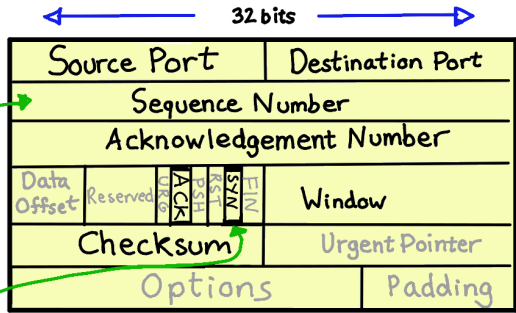 32 bits
Source Port Destination Port
Sequence Number
Acknowledgement Number
Data Offset Reserved URG ACK PSH RST SYN FIN Window
Checksum Urgent Pointer
Options Padding